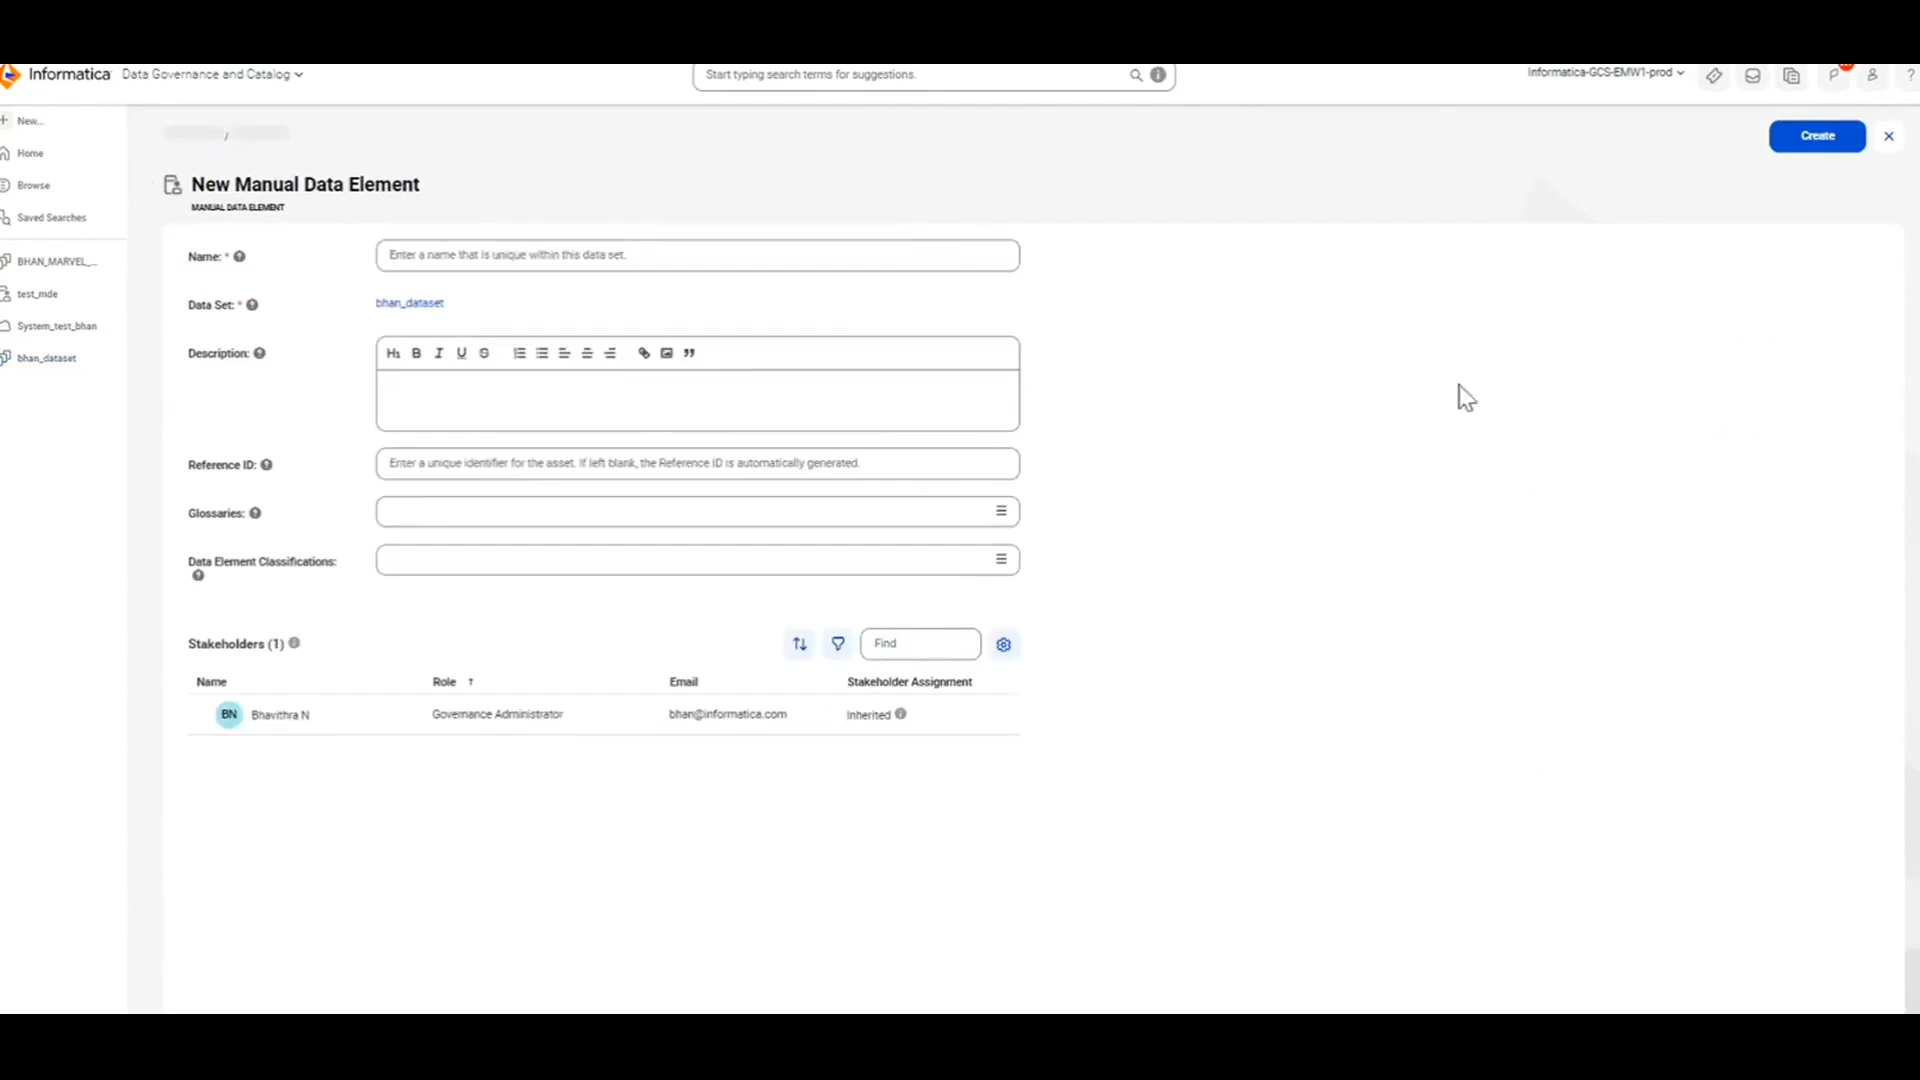 Informatica Data Governance and Catalog
Start typing search terms for suggestions.
Informatica-GCS-EMW1-prod
?
New...
Home
Browse
Saved Searches
BHAN_MARVEL_...
test_mde
System_test_bhan
bhan_dataset
/
Create
New Manual Data Element
MANUAL DATA ELEMENT
Name: *
Enter a name that is unique within this data set.
Data Set: *
bhan_dataset
Description:
H1 B I U S
Reference ID:
Enter a unique identifier for the asset. If left blank, the Reference ID is automatically generated.
Glossaries:
Data Element Classifications:
Stakeholders (1)
Find
Name Role Email Stakeholder Assignment
BN Bhavithra N Governance Administrator bhan@informatica.com Inherited